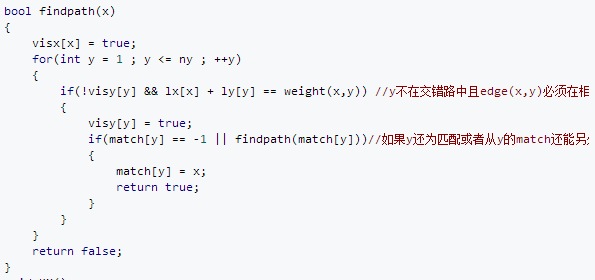 bool findpath(x)
{
    visx[x] = true;
    for(int y = 1 ; y <= ny ; ++y)
    {
        if(!visy[y] && lx[x] + ly[y] == weight(x,y)) //y不在交错路中且edge(x,y)必须在相
        {
            visy[y] = true;
            if(match[y] == -1 || findpath(match[y]))//如果y还为匹配或者从y的match还能另
            {
                match[y] = x;
                return true;
            }
        }
    }
    return false;
}